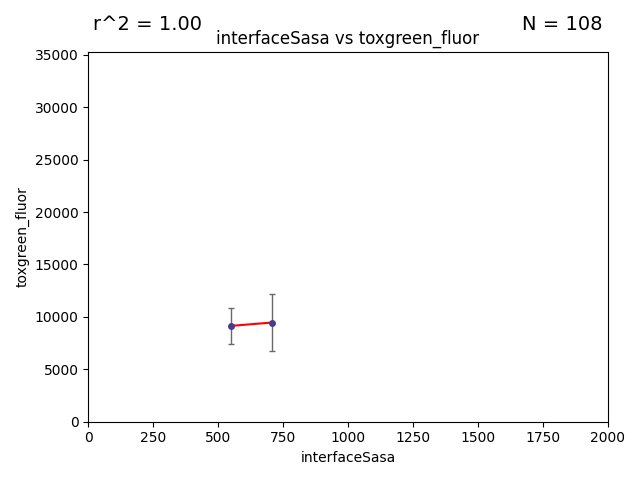 r^2 = 1.00
N = 108
interfaceSasa vs toxgreen_fluor
35000
30000
25000
20000
15000
10000
5000
0
toxgreen_fluor
0 250 500 750 1000 1250 1500 1750 2000
interfaceSasa